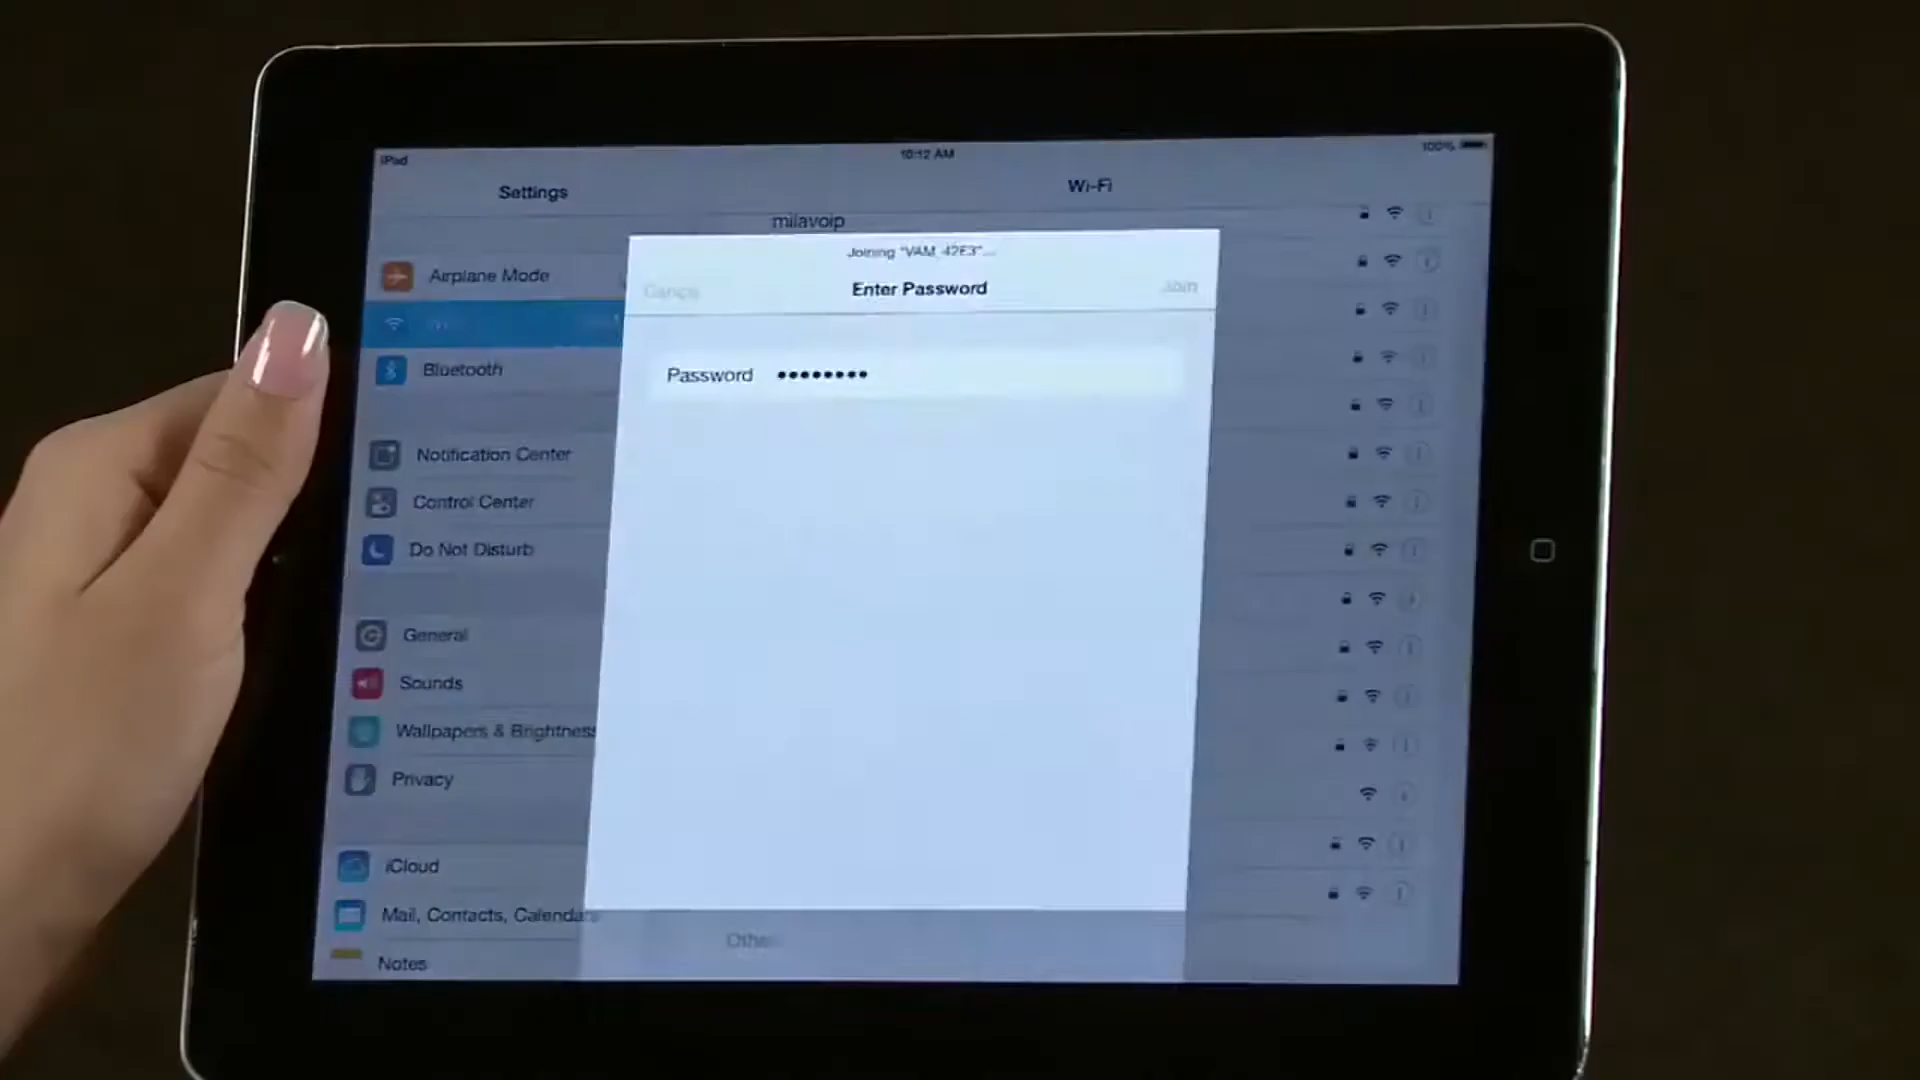 iPad
10:12 AM
100%
Settings
Wi-Fi
milavoip
Joining "VAM_42E3"...
Cancel
Enter Password
Join
Password ••••••••
Airplane Mode
Bluetooth
Notification Center
Control Center
Do Not Disturb
General
Sounds
Wallpapers & Brightness
Privacy
iCloud
Mail, Contacts, Calendars
Notes
Other